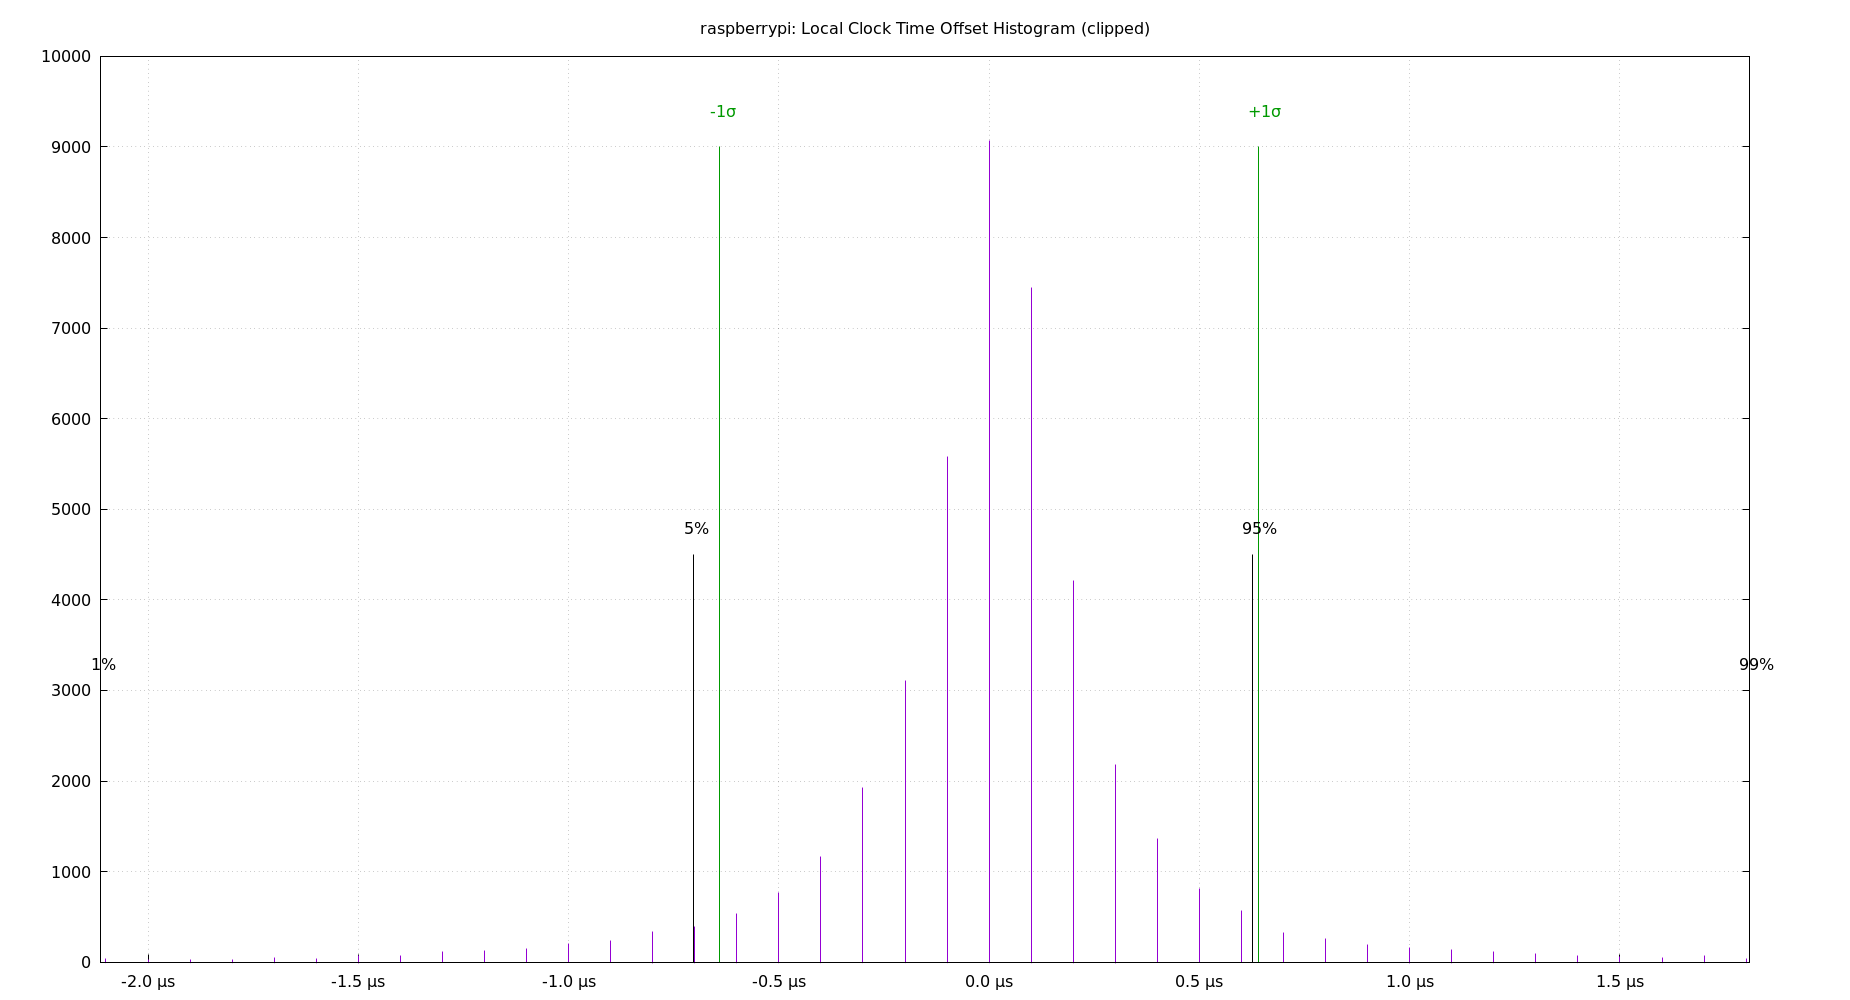 raspberrypi: Local Clock Time Offset Histogram (clipped)
10000
-1σ
+1σ
9000
8000
7000
6000
5000
5%
95%
4000
1%
99%
3000
2000
1000
0
-2.0 µs
-1.5 µs
-1.0 µs
-0.5 µs
0.0 µs
0.5 µs
1.0 µs
1.5 µs